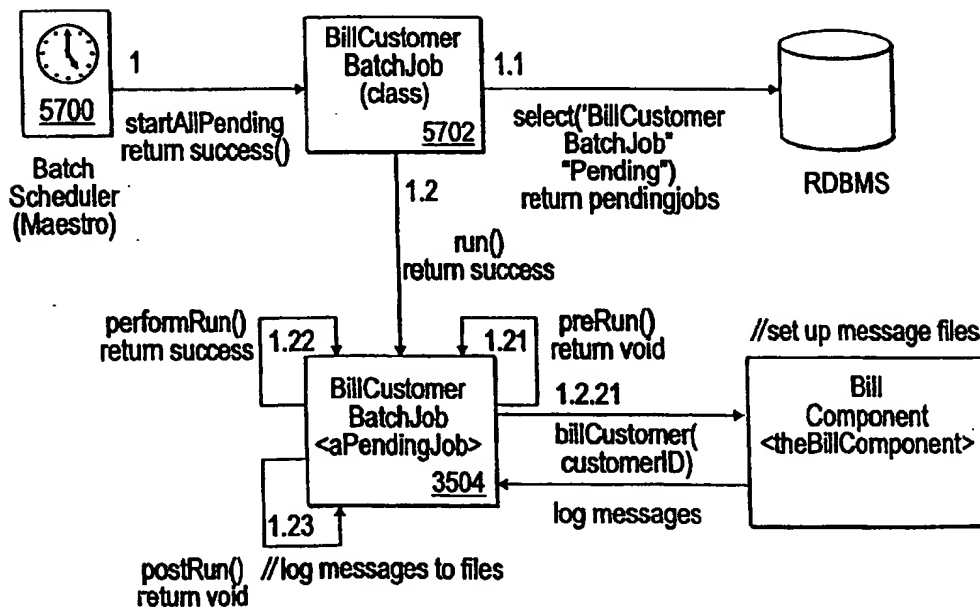 1
5700
startAllPending
return success()
Batch
Scheduler
(Maestro)
BillCustomer
BatchJob
(class)
5702
1.1
select('BillCustomer
BatchJob"
"Pending")
return pendingjobs
RDBMS
1.2
run()
return success
performRun()
return success
1.22
1.21
preRun()
return void
//set up message files
BillCustomer
BatchJob
<aPendingJob>
3504
1.2.21
billCustomer(
customerID)
log messages
Bill
Component
<theBillComponent>
1.23
postRun()
return void
//log messages to files